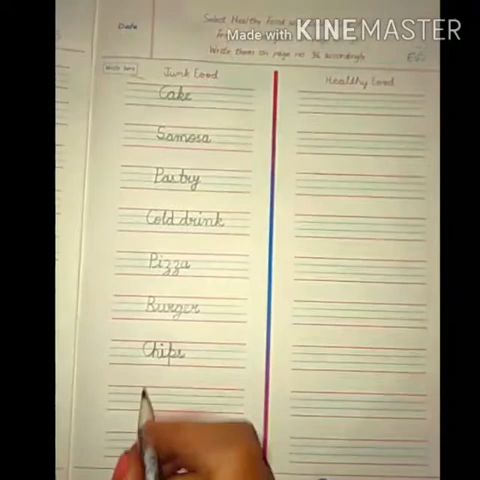 Made with KINEMASTER
Date
Select Healthy Food
Write them on page no 36 accordingly
Junk Food
Healthy Food
Cake
Samosa
Pastry
Cold drink
Pizza
Burger
Chips